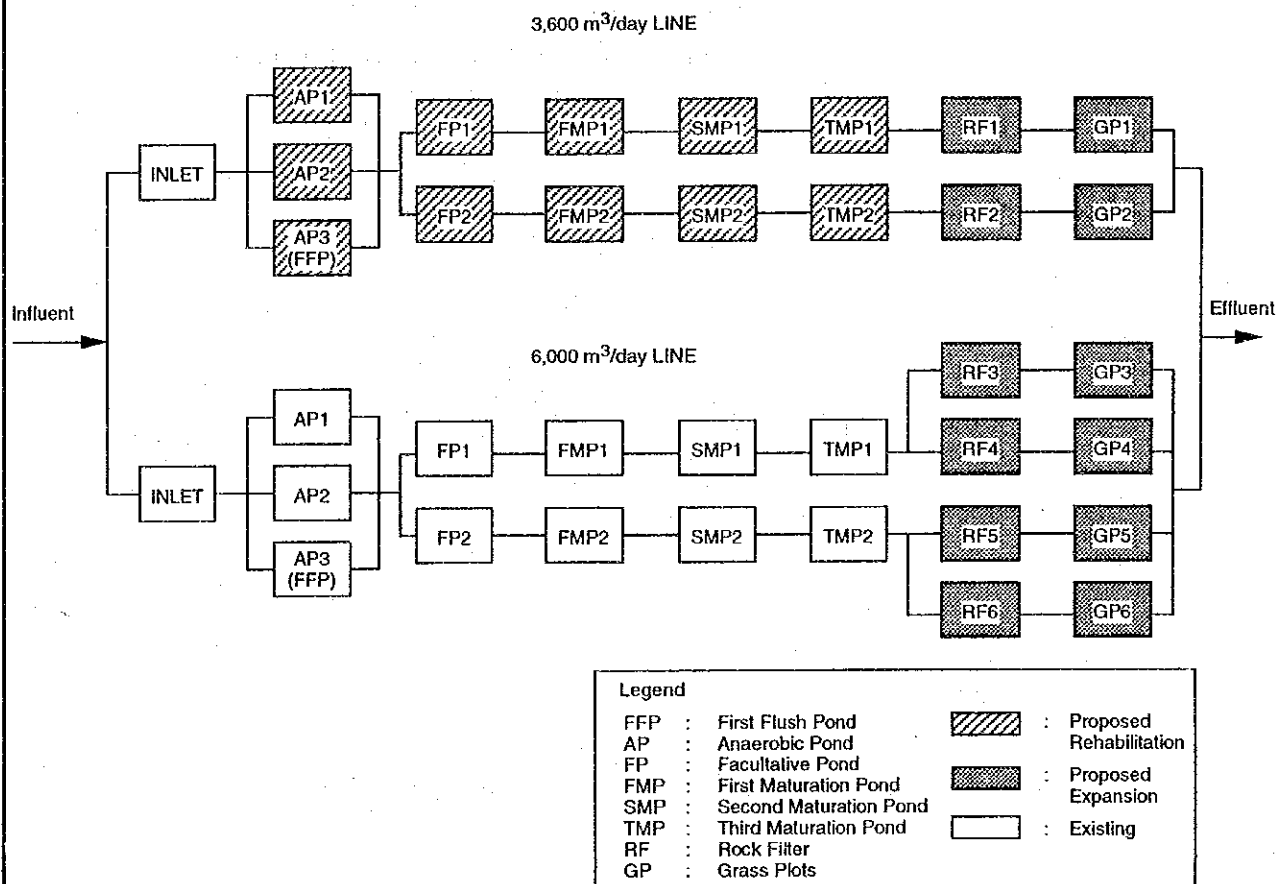 3,600 m³/day LINE
AP1
FP1 FMP1 SMP1 TMP1 RF1 GP1
INLET AP2
FP2 FMP2 SMP2 TMP2 RF2 GP2
AP3
(FFP)
Influent
Effluent
6,000 m³/day LINE
RF3 GP3
AP1
FP1 FMP1 SMP1 TMP1 RF4 GP4
INLET AP2
FP2 FMP2 SMP2 TMP2 RF5 GP5
AP3
(FFP)
RF6 GP6
Legend
FFP : First Flush Pond
AP : Anaerobic Pond
FP : Facultative Pond
FMP : First Maturation Pond
SMP : Second Maturation Pond
TMP : Third Maturation Pond
RF : Rock Filter
GP : Grass Plots
: Proposed
Rehabilitation
: Proposed
Expansion
: Existing